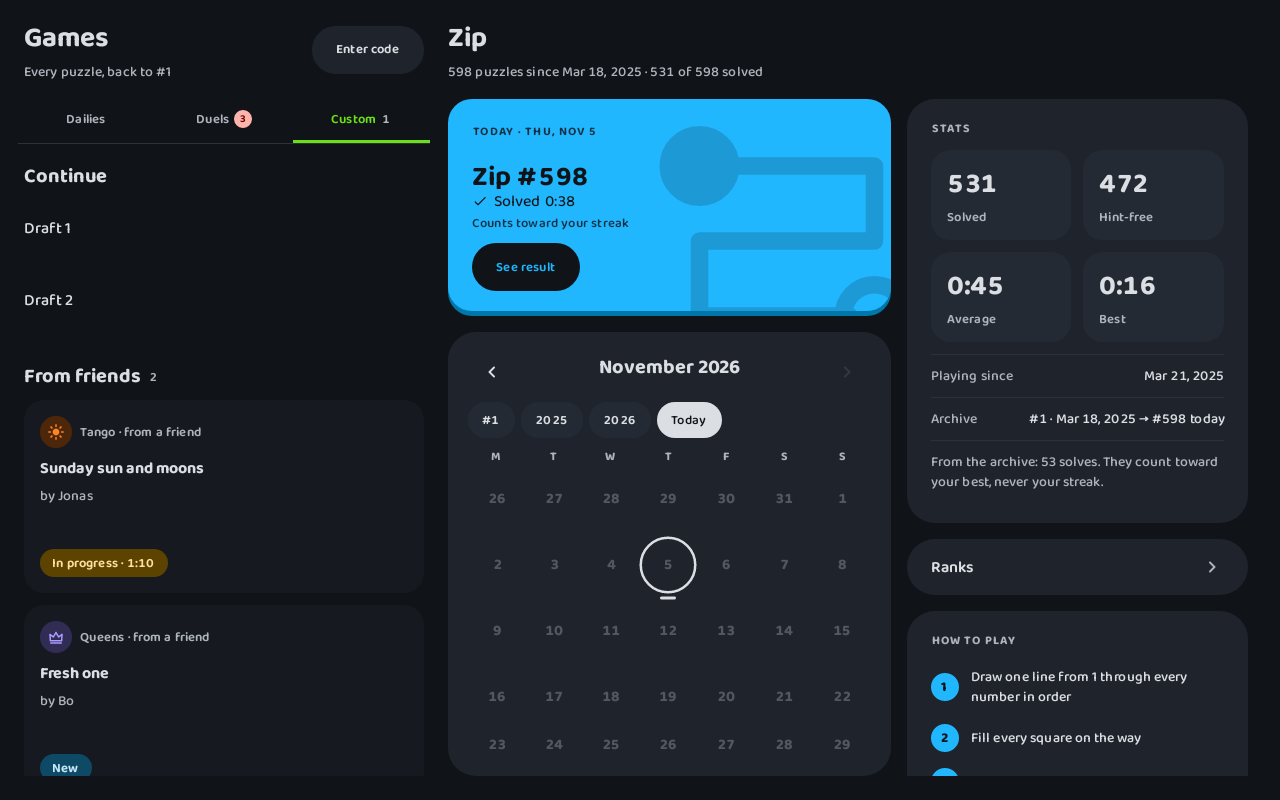 Games
Every puzzle, back to #1
Enter code
Dailies
Duels 3
Custom 1
Continue
Draft 1
Draft 2
From friends 2
Tango · from a friend
Sunday sun and moons
by Jonas
In progress · 1:10
Queens · from a friend
Fresh one
by Bo
New
Zip
598 puzzles since Mar 18, 2025 · 531 of 598 solved
TODAY · THU, NOV 5
Zip #598
Solved 0:38
Counts toward your streak
See result
November 2026
#1 2025 2026 Today
M T W T F S S
26 27 28 29 30 31 1
2 3 4 5 6 7 8
9 10 11 12 13 14 15
16 17 18 19 20 21 22
23 24 25 26 27 28 29
STATS
531
Solved
472
Hint-free
0:45
Average
0:16
Best
Playing since Mar 21, 2025
Archive #1 · Mar 18, 2025 → #598 today
From the archive: 53 solves. They count toward
your best, never your streak.
Ranks
HOW TO PLAY
1 Draw one line from 1 through every
number in order
2 Fill every square on the way